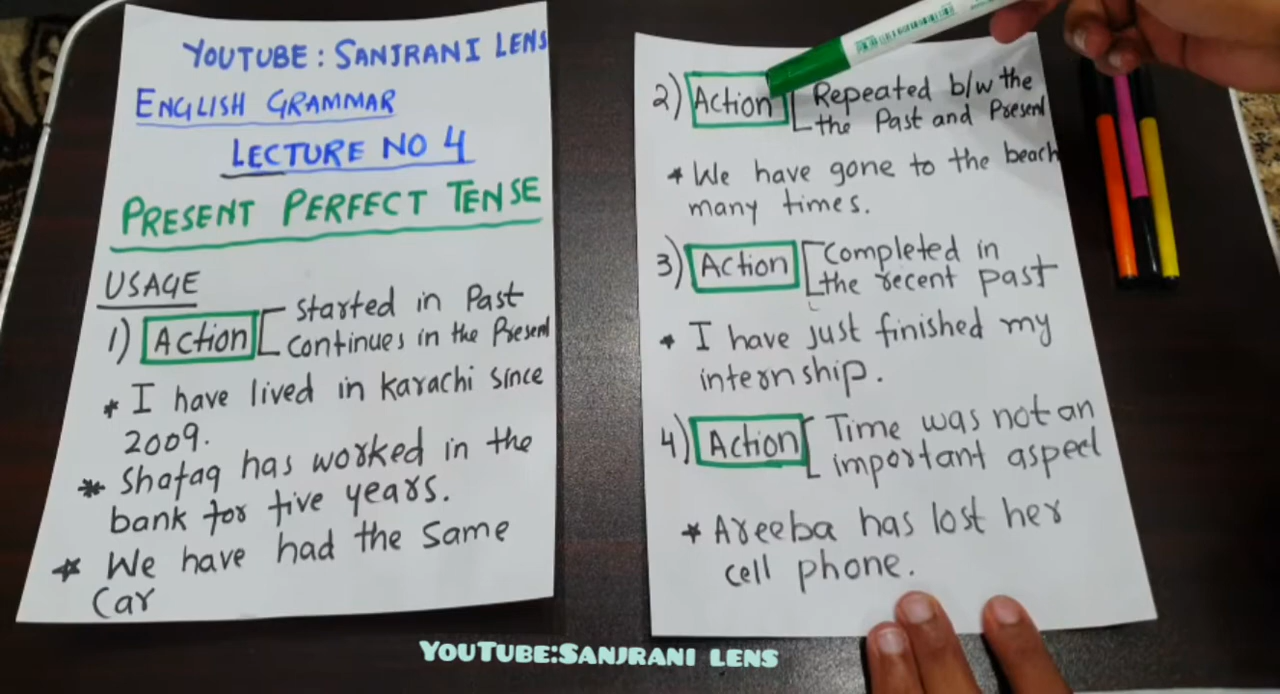 YOUTUBE: SANJRANI LENS
ENGLISH GRAMMAR
LECTURE NO 4
PRESENT PERFECT TENSE
USAGE
1) Action started in Past
continues in the Present
* I have lived in Karachi since
2009.
* Shafaq has worked in the
bank for five years.
* We have had the same
Car
2) Action Repeated b/w the
the Past and Present
* We have gone to the beach
many times.
3) Action Completed in
the recent past
* I have just finished my
internship.
4) Action Time was not an
important aspect
* Areeba has lost her
cell phone.
YOUTUBE:SANJRANI LENS